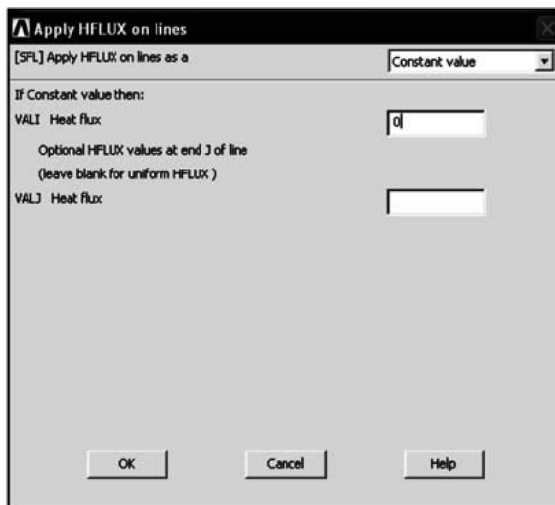 Apply HFLUX on lines
[SFL] Apply HFLUX on lines as a Constant value
If Constant value then:
VALI Heat flux 0
Optional HFLUX values at end J of line
(leave blank for uniform HFLUX )
VALJ Heat flux
OK Cancel Help